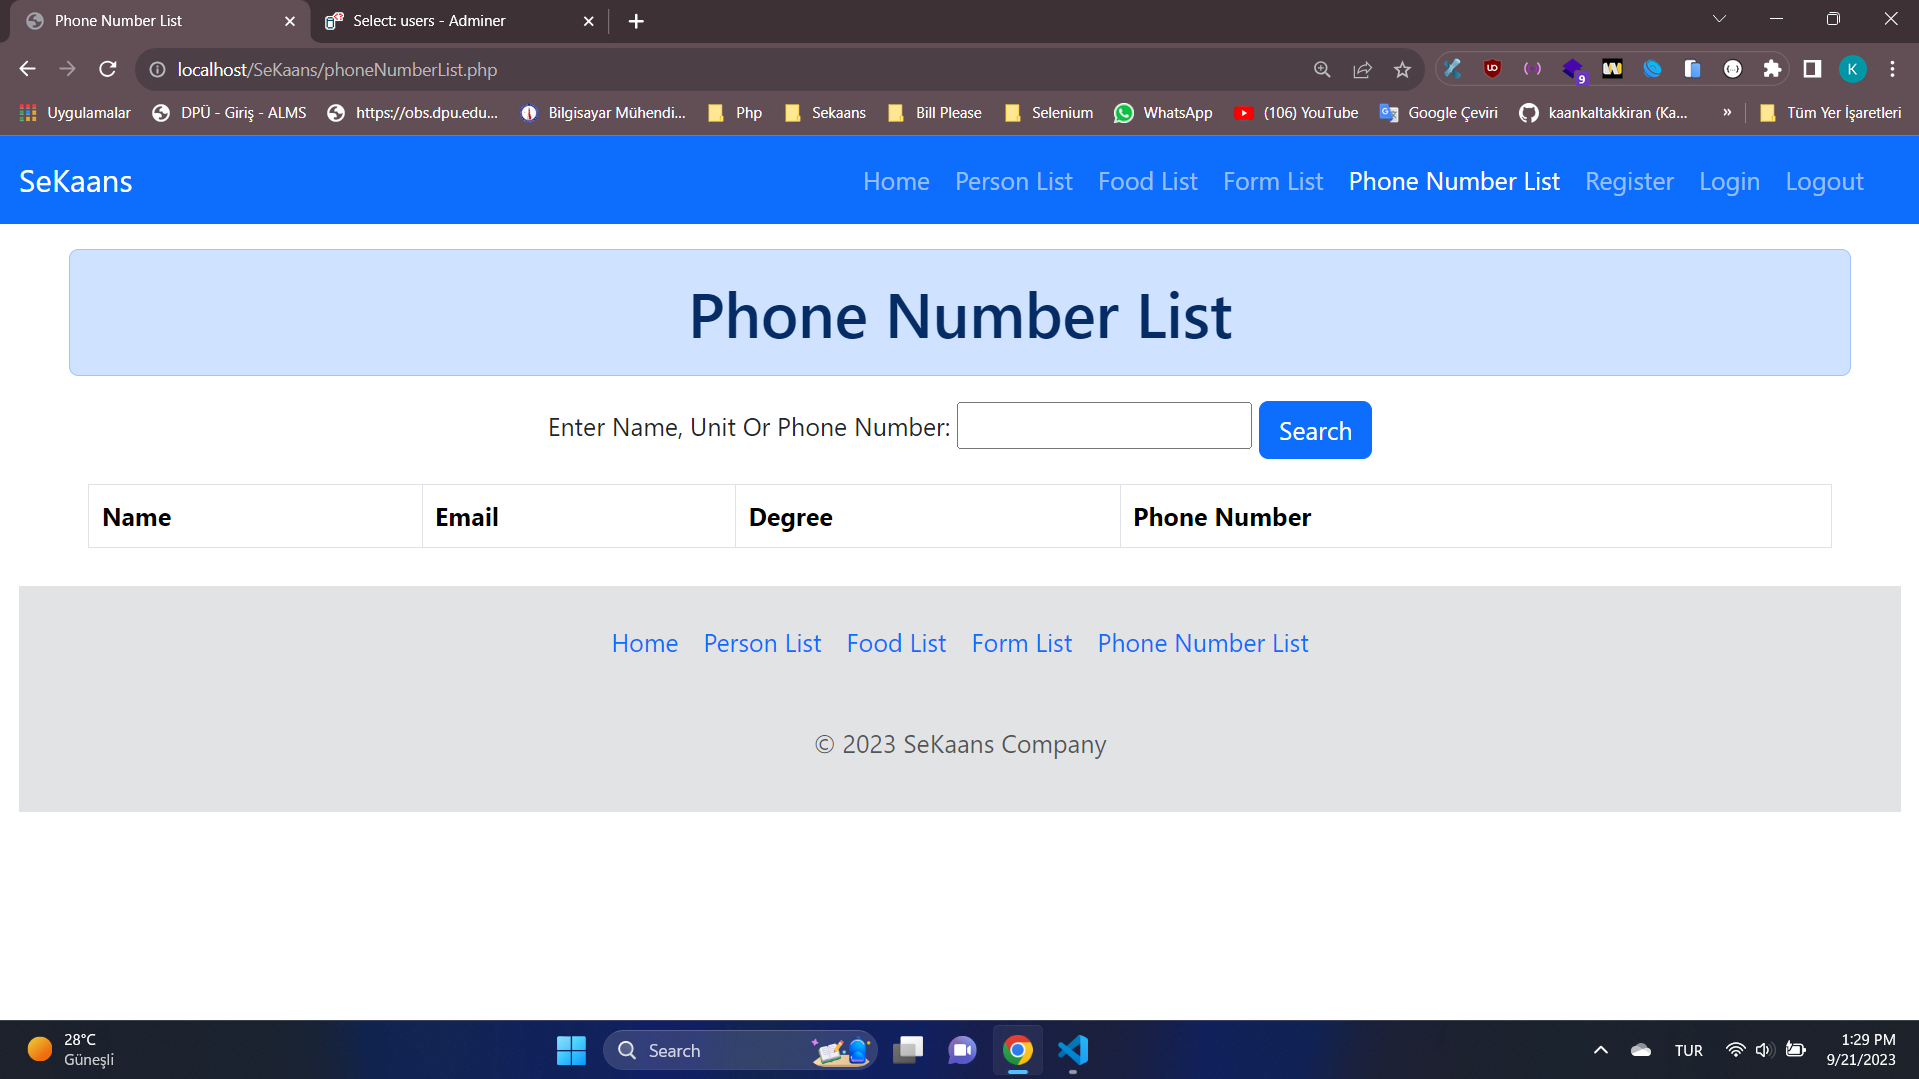 Phone Number List
Select: users - Adminer
localhost/SeKaans/phoneNumberList.php
9
K
Uygulamalar
DPÜ - Giriş - ALMS
https://obs.dpu.edu...
Bilgisayar Mühendi...
Php
Sekaans
Bill Please
Selenium
WhatsApp
(106) YouTube
Google Çeviri
kaankaltakkiran (Ka...
»
Tüm Yer İşaretleri
SeKaans
Home Person List Food List Form List Phone Number List Register Login Logout
Phone Number List
Enter Name, Unit Or Phone Number: Search
Name Email Degree Phone Number
Home Person List Food List Form List Phone Number List
© 2023 SeKaans Company
28°C
Güneşli
Search
TUR
1:29 PM
9/21/2023